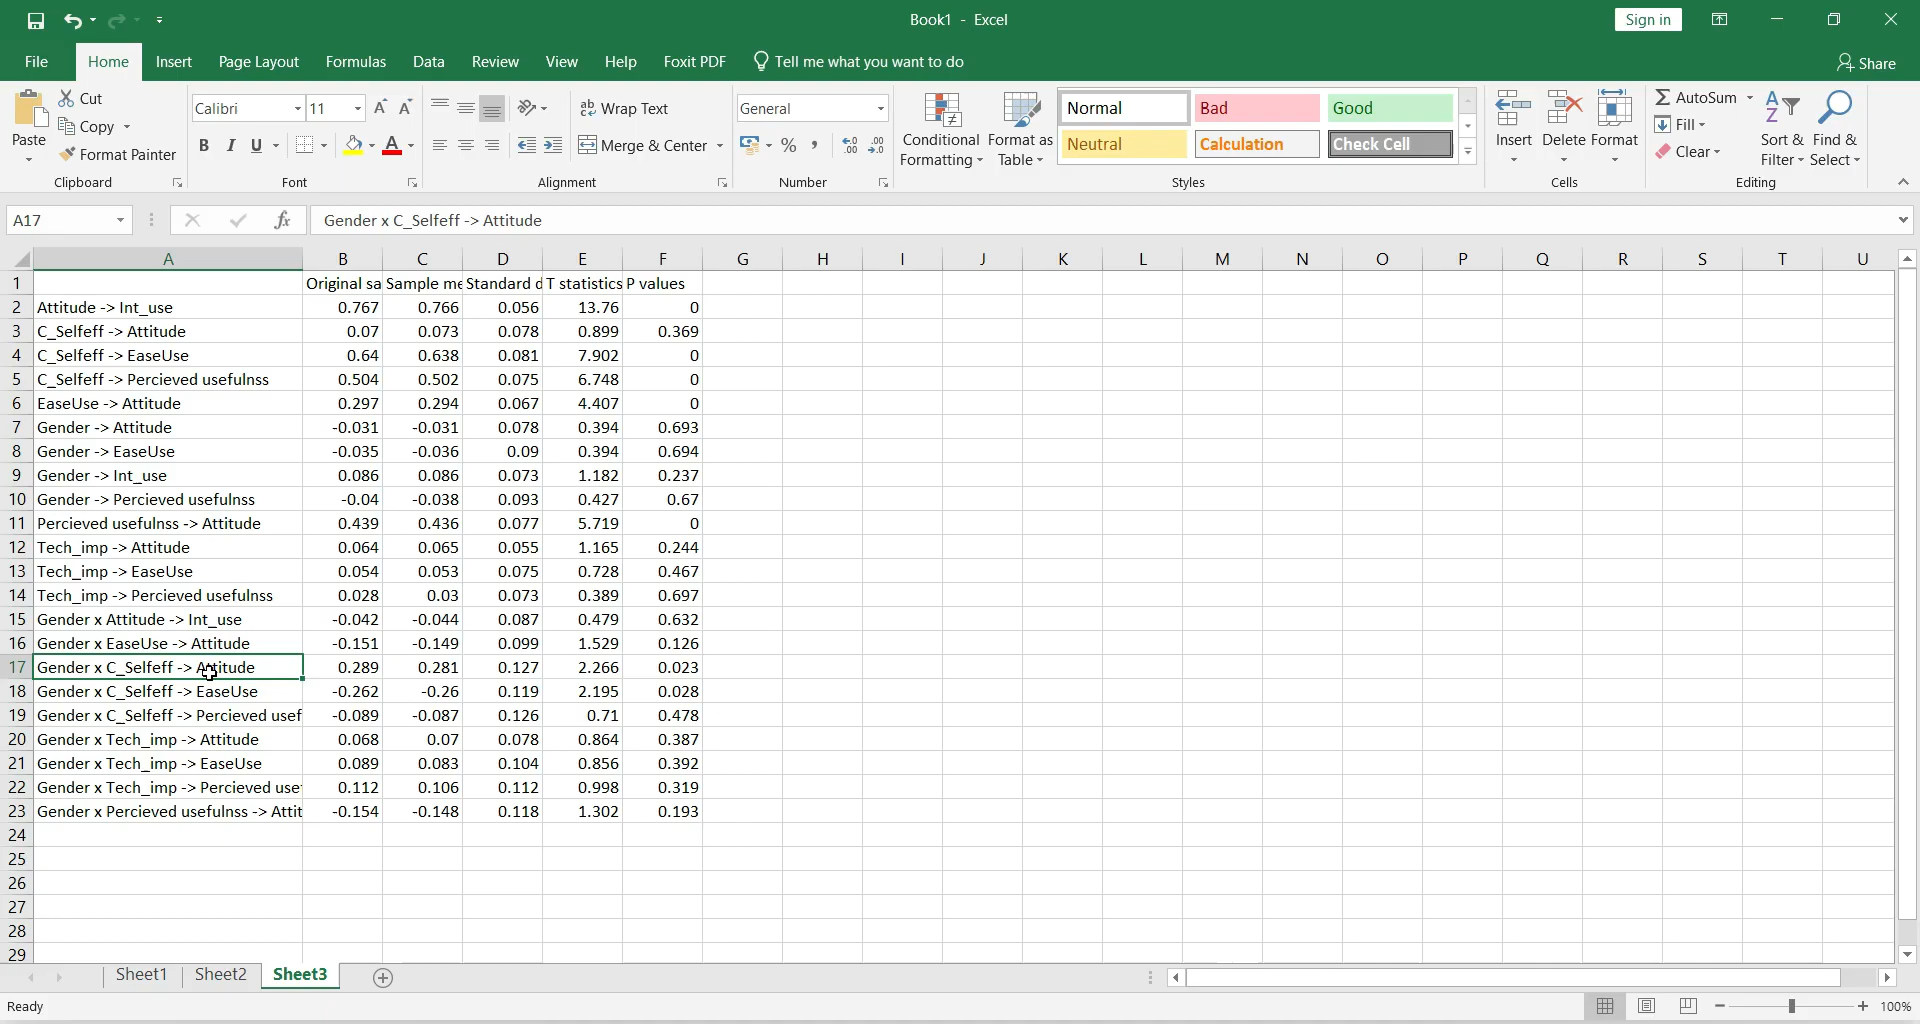 Book1 - Excel
Sign in
File Home Insert Page Layout Formulas Data Review View Help Foxit PDF Tell me what you want to do Share
Paste
Cut
Copy
Format Painter
Clipboard
Calibri 11
B I U
Font
Wrap Text
Merge & Center
Alignment
General
%
Number
Conditional Formatting
Format as Table
Normal Bad Good
Neutral Calculation Check Cell
Styles
Insert Delete Format
Cells
AutoSum
Fill
Clear
Sort & Filter
Find & Select
Editing
A17 fx Gender x C_Selfeff -> Attitude
A B C D E F G H I J K L M N O P Q R S T U
1 Original sa Sample me Standard d T statistics P values
2 Attitude -> Int_use 0.767 0.766 0.056 13.76 0
3 C_Selfeff -> Attitude 0.07 0.073 0.078 0.899 0.369
4 C_Selfeff -> EaseUse 0.64 0.638 0.081 7.902 0
5 C_Selfeff -> Percieved usefulnss 0.504 0.502 0.075 6.748 0
6 EaseUse -> Attitude 0.297 0.294 0.067 4.407 0
7 Gender -> Attitude -0.031 -0.031 0.078 0.394 0.693
8 Gender -> EaseUse -0.035 -0.036 0.09 0.394 0.694
9 Gender -> Int_use 0.086 0.086 0.073 1.182 0.237
10 Gender -> Percieved usefulnss -0.04 -0.038 0.093 0.427 0.67
11 Percieved usefulnss -> Attitude 0.439 0.436 0.077 5.719 0
12 Tech_imp -> Attitude 0.064 0.065 0.055 1.165 0.244
13 Tech_imp -> EaseUse 0.054 0.053 0.075 0.728 0.467
14 Tech_imp -> Percieved usefulnss 0.028 0.03 0.073 0.389 0.697
15 Gender x Attitude -> Int_use -0.042 -0.044 0.087 0.479 0.632
16 Gender x EaseUse -> Attitude -0.151 -0.149 0.099 1.529 0.126
17 Gender x C_Selfeff -> Attitude 0.289 0.281 0.127 2.266 0.023
18 Gender x C_Selfeff -> EaseUse -0.262 -0.26 0.119 2.195 0.028
19 Gender x C_Selfeff -> Percieved usef -0.089 -0.087 0.126 0.71 0.478
20 Gender x Tech_imp -> Attitude 0.068 0.07 0.078 0.864 0.387
21 Gender x Tech_imp -> EaseUse 0.089 0.083 0.104 0.856 0.392
22 Gender x Tech_imp -> Percieved use 0.112 0.106 0.112 0.998 0.319
23 Gender x Percieved usefulnss -> Attit -0.154 -0.148 0.118 1.302 0.193
24
25
26
27
28
29
Sheet1 Sheet2 Sheet3
Ready 100%